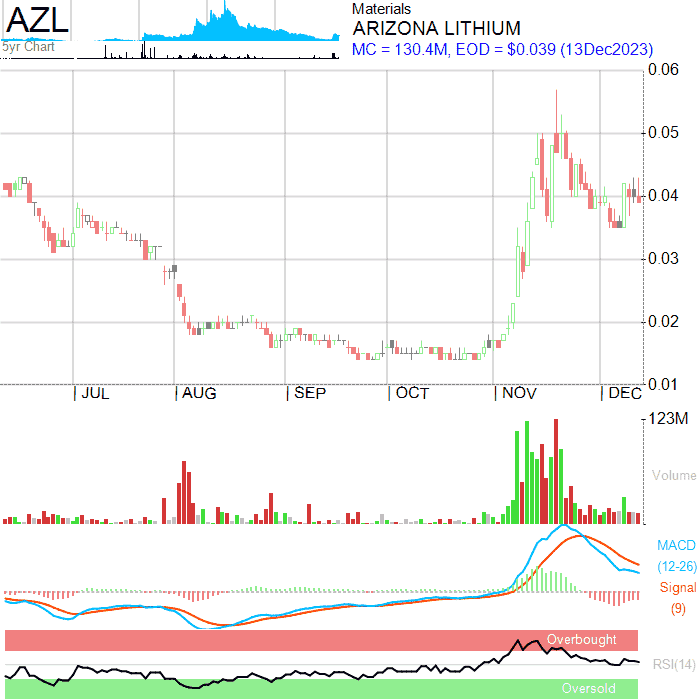 AZL
5yr Chart
Materials
ARIZONA LITHIUM
MC = 130.4M, EOD = $0.039 (13Dec2023)
0.06
0.05
0.04
0.03
0.02
0.01
JUL AUG SEP OCT NOV DEC
123M
Volume
MACD
(12-26)
Signal
(9)
Overbought
RSI(14)
Oversold